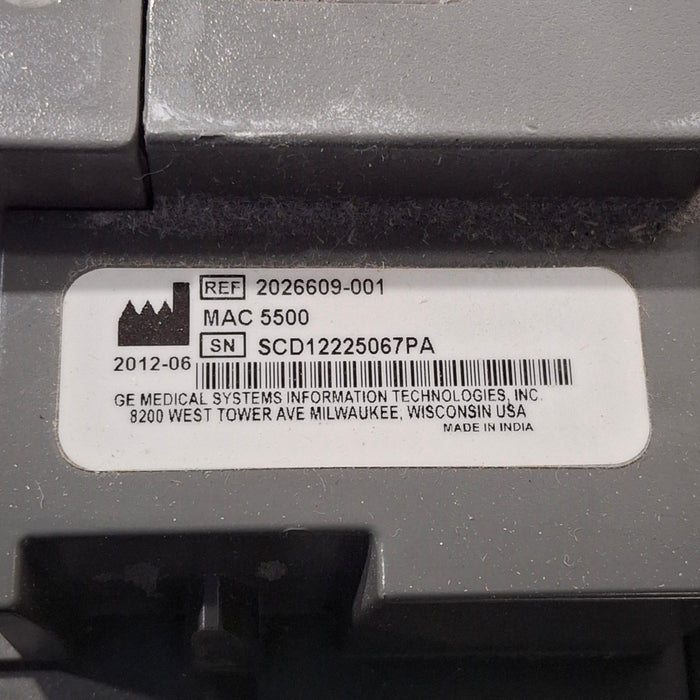 REF 2026609-001
MAC 5500
SN SCD12225067PA
2012-06
GE MEDICAL SYSTEMS INFORMATION TECHNOLOGIES, INC.
8200 WEST TOWER AVE MILWAUKEE, WISCONSIN USA
MADE IN INDIA